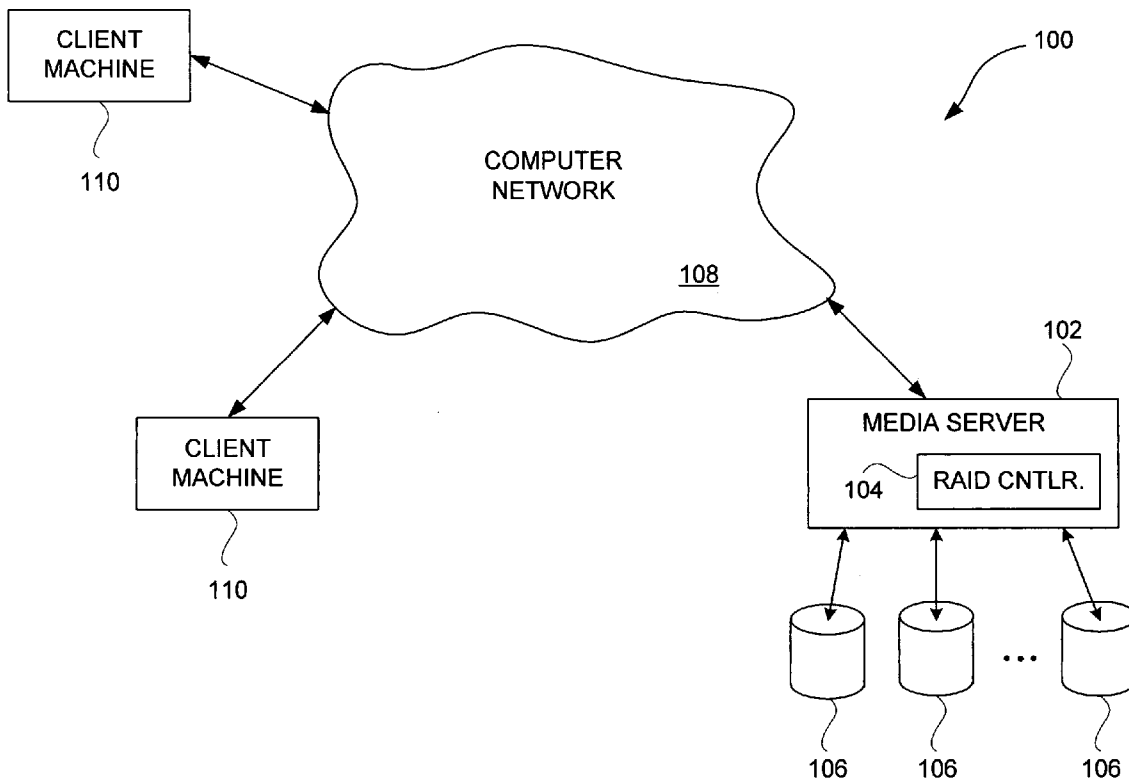 CLIENT
MACHINE
110
100
COMPUTER
NETWORK
108
CLIENT
MACHINE
110
102
MEDIA SERVER
104
RAID CNTLR.
...
106
106
106